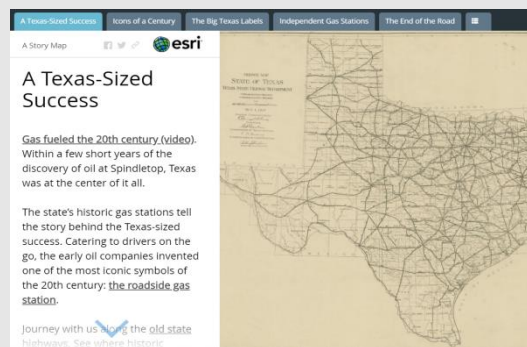 A Texas-Sized Success
Icons of a Century
The Big Texas Labels
Independent Gas Stations
The End of the Road
A Story Map
esri
A Texas-Sized
Success
Gas fueled the 20th century (video).
Within a few short years of the
discovery of oil at Spindletop, Texas
was at the center of it all.
The state's historic gas stations tell
the story behind the Texas-sized
success. Catering to drivers on the
go, the early oil companies invented
one of the most iconic symbols of
the 20th century: the roadside gas
station.
Journey with us along the old state
highways. See where historic
STATE OF TEXAS